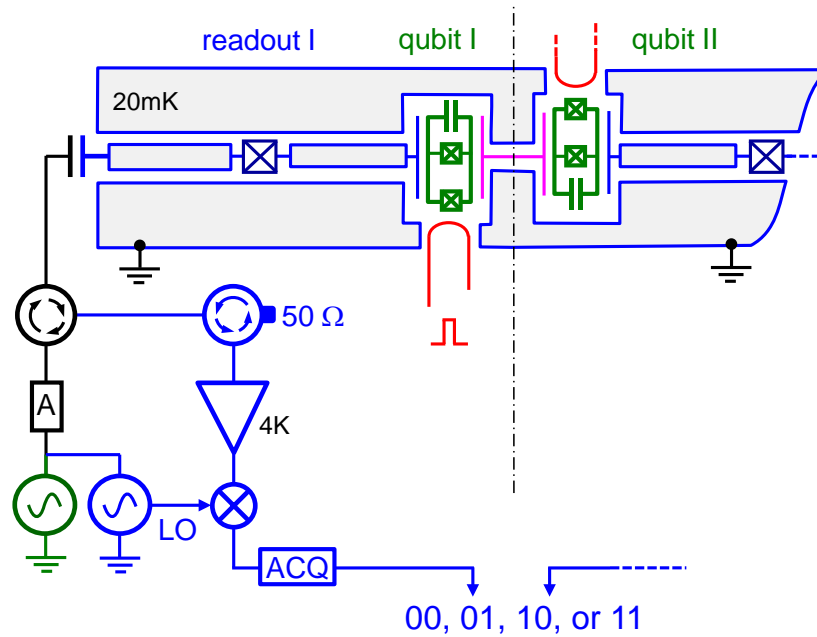 readout I
qubit I
qubit II
20mK
50 Ω
A
4K
LO
ACQ
00, 01, 10, or 11